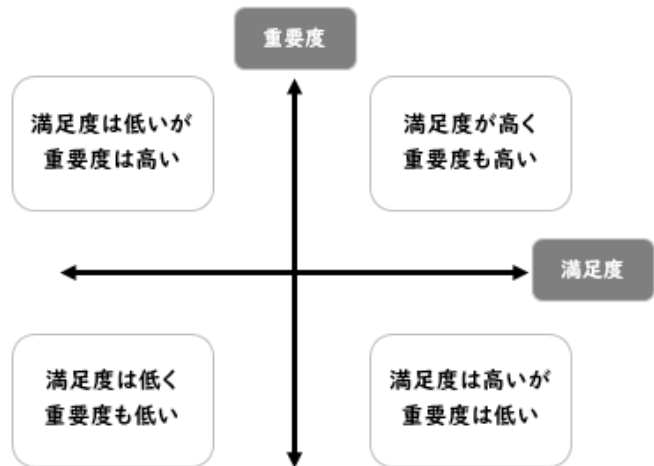 重要度
満足度は低いが
重要度は高い
満足度が高く
重要度も高い
満足度
満足度は低く
重要度も低い
満足度は高いが
重要度は低い